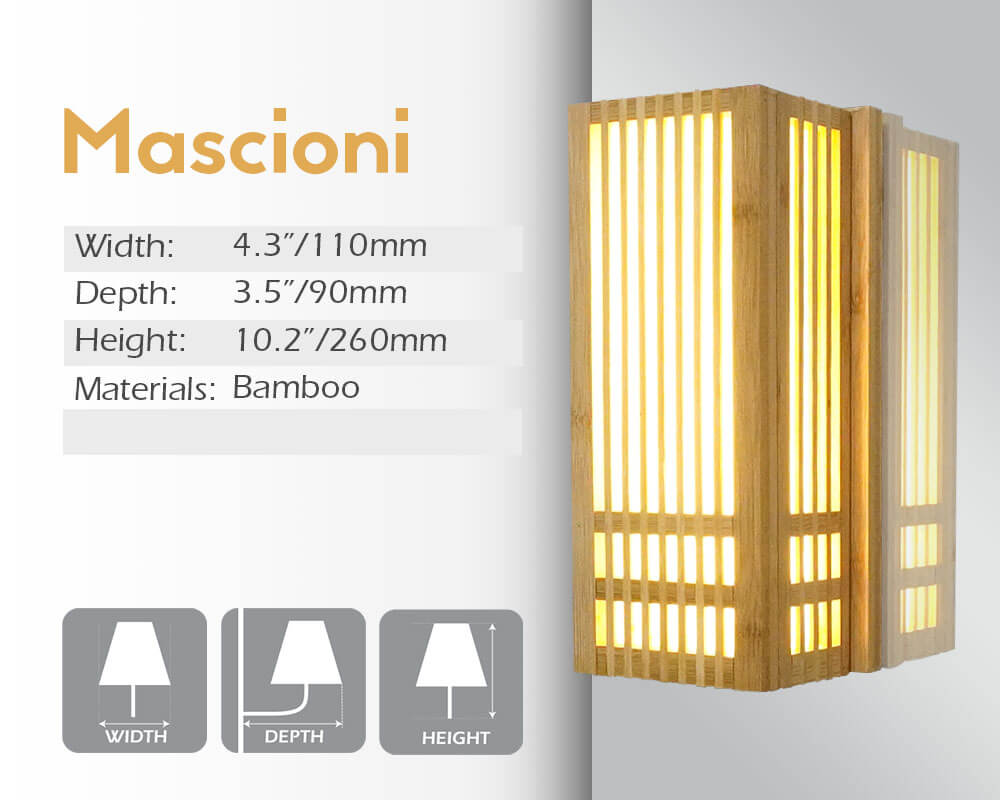 Mascioni
Width: 4.3"/110mm
Depth: 3.5"/90mm
Height: 10.2"/260mm
Materials: Bamboo
WIDTH
DEPTH
HEIGHT